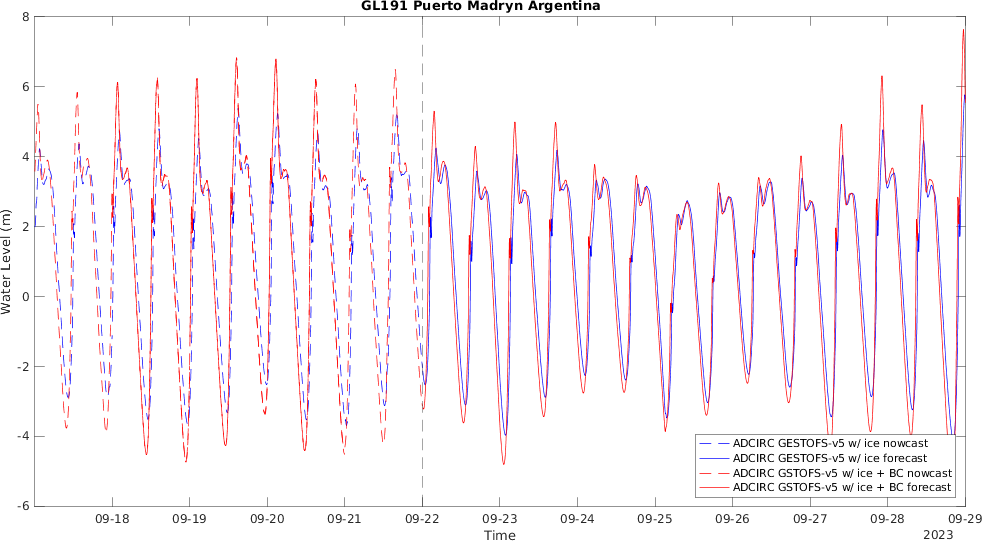 GL191 Puerto Madryn Argentina
8
6
4
2
0
-2
-4
-6
Water Level (m)
ADCIRC GESTOFS-v5 w/ ice nowcast
ADCIRC GESTOFS-v5 w/ ice forecast
ADCIRC GSTOFS-v5 w/ ice + BC nowcast
ADCIRC GSTOFS-v5 w/ ice + BC forecast
09-18 09-19 09-20 09-21 09-22 09-23 09-24 09-25 09-26 09-27 09-28 09-29
Time 2023